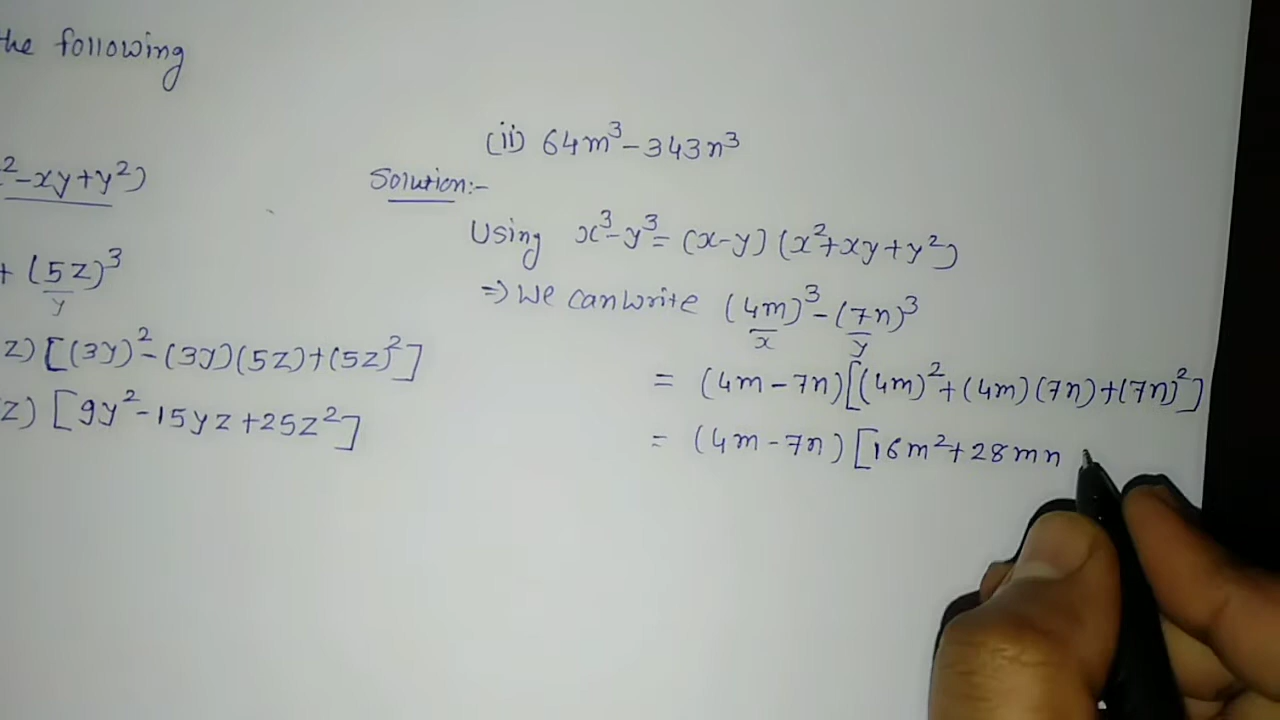 the following
²-xy+y²)
+ (5z)³
y
z) [(3y)²-(3y)(5z)+(5z)²]
z) [9y²-15yz+25z²]
(ii) 64m³-343n³
Solution:-
Using x³-y³=(x-y)(x²+xy+y²)
⇒ We can write (4m)³-(7n)³
x y
= (4m-7n)[(4m)²+(4m)(7n)+(7n)²]
= (4m-7n)[16m²+28mn